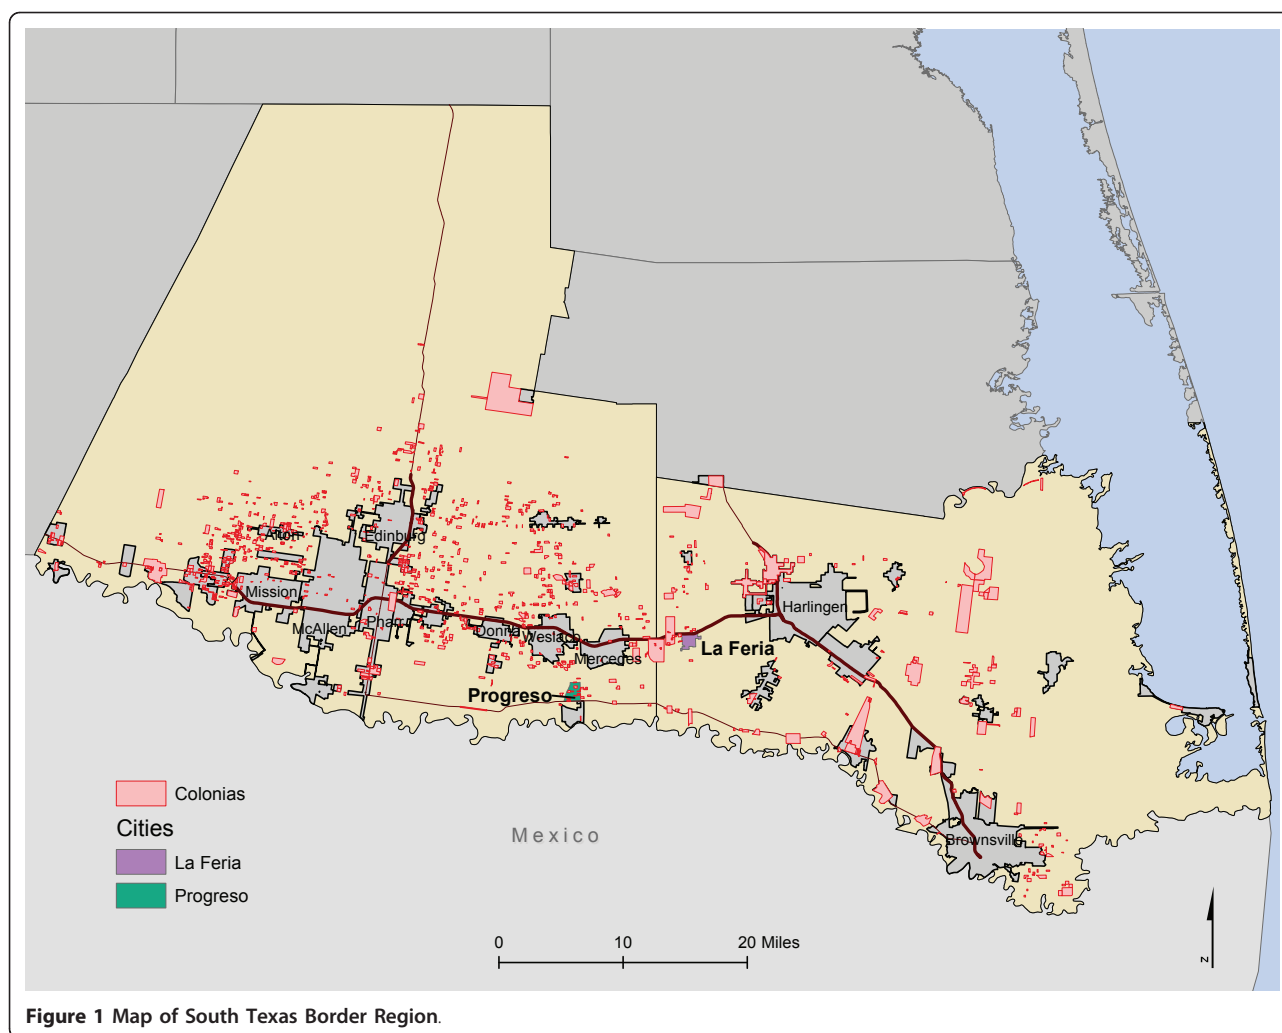 Alton
Edinburg
Mission
McAllen
Pharr
Donna
Weslaco
Mercedes
Harlingen
La Feria
Progreso
Brownsville
Mexico
Colonias
Cities
La Feria
Progreso
0 10 20 Miles
N
Figure 1 Map of South Texas Border Region.